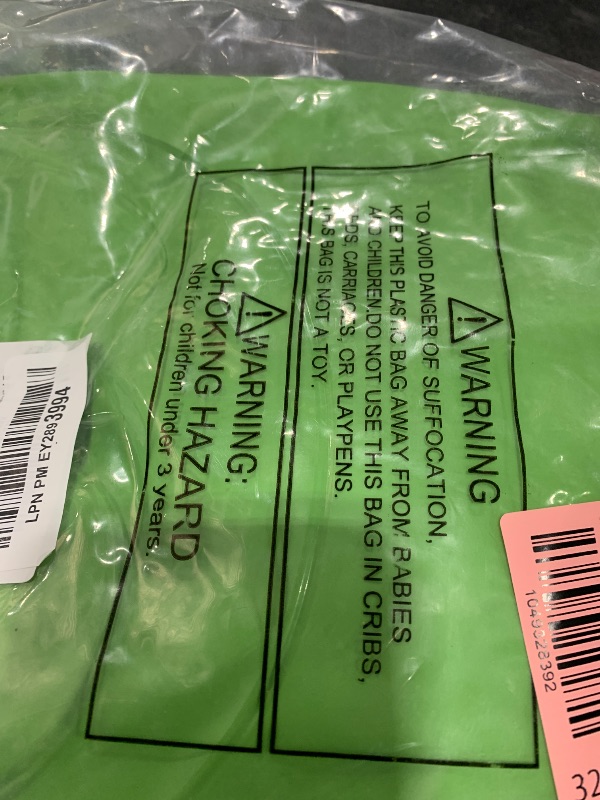 ⚠WARNING
TO AVOID DANGER OF SUFFOCATION,
KEEP THIS PLASTIC BAG AWAY FROM BABIES
AND CHILDREN.DO NOT USE THIS BAG IN CRIBS,
BEDS, CARRIAGES, OR PLAYPENS.
THIS BAG IS NOT A TOY.
⚠WARNING:
CHOKING HAZARD
Not for children under 3 years.
LPN PM EY2893994
1049028392
32